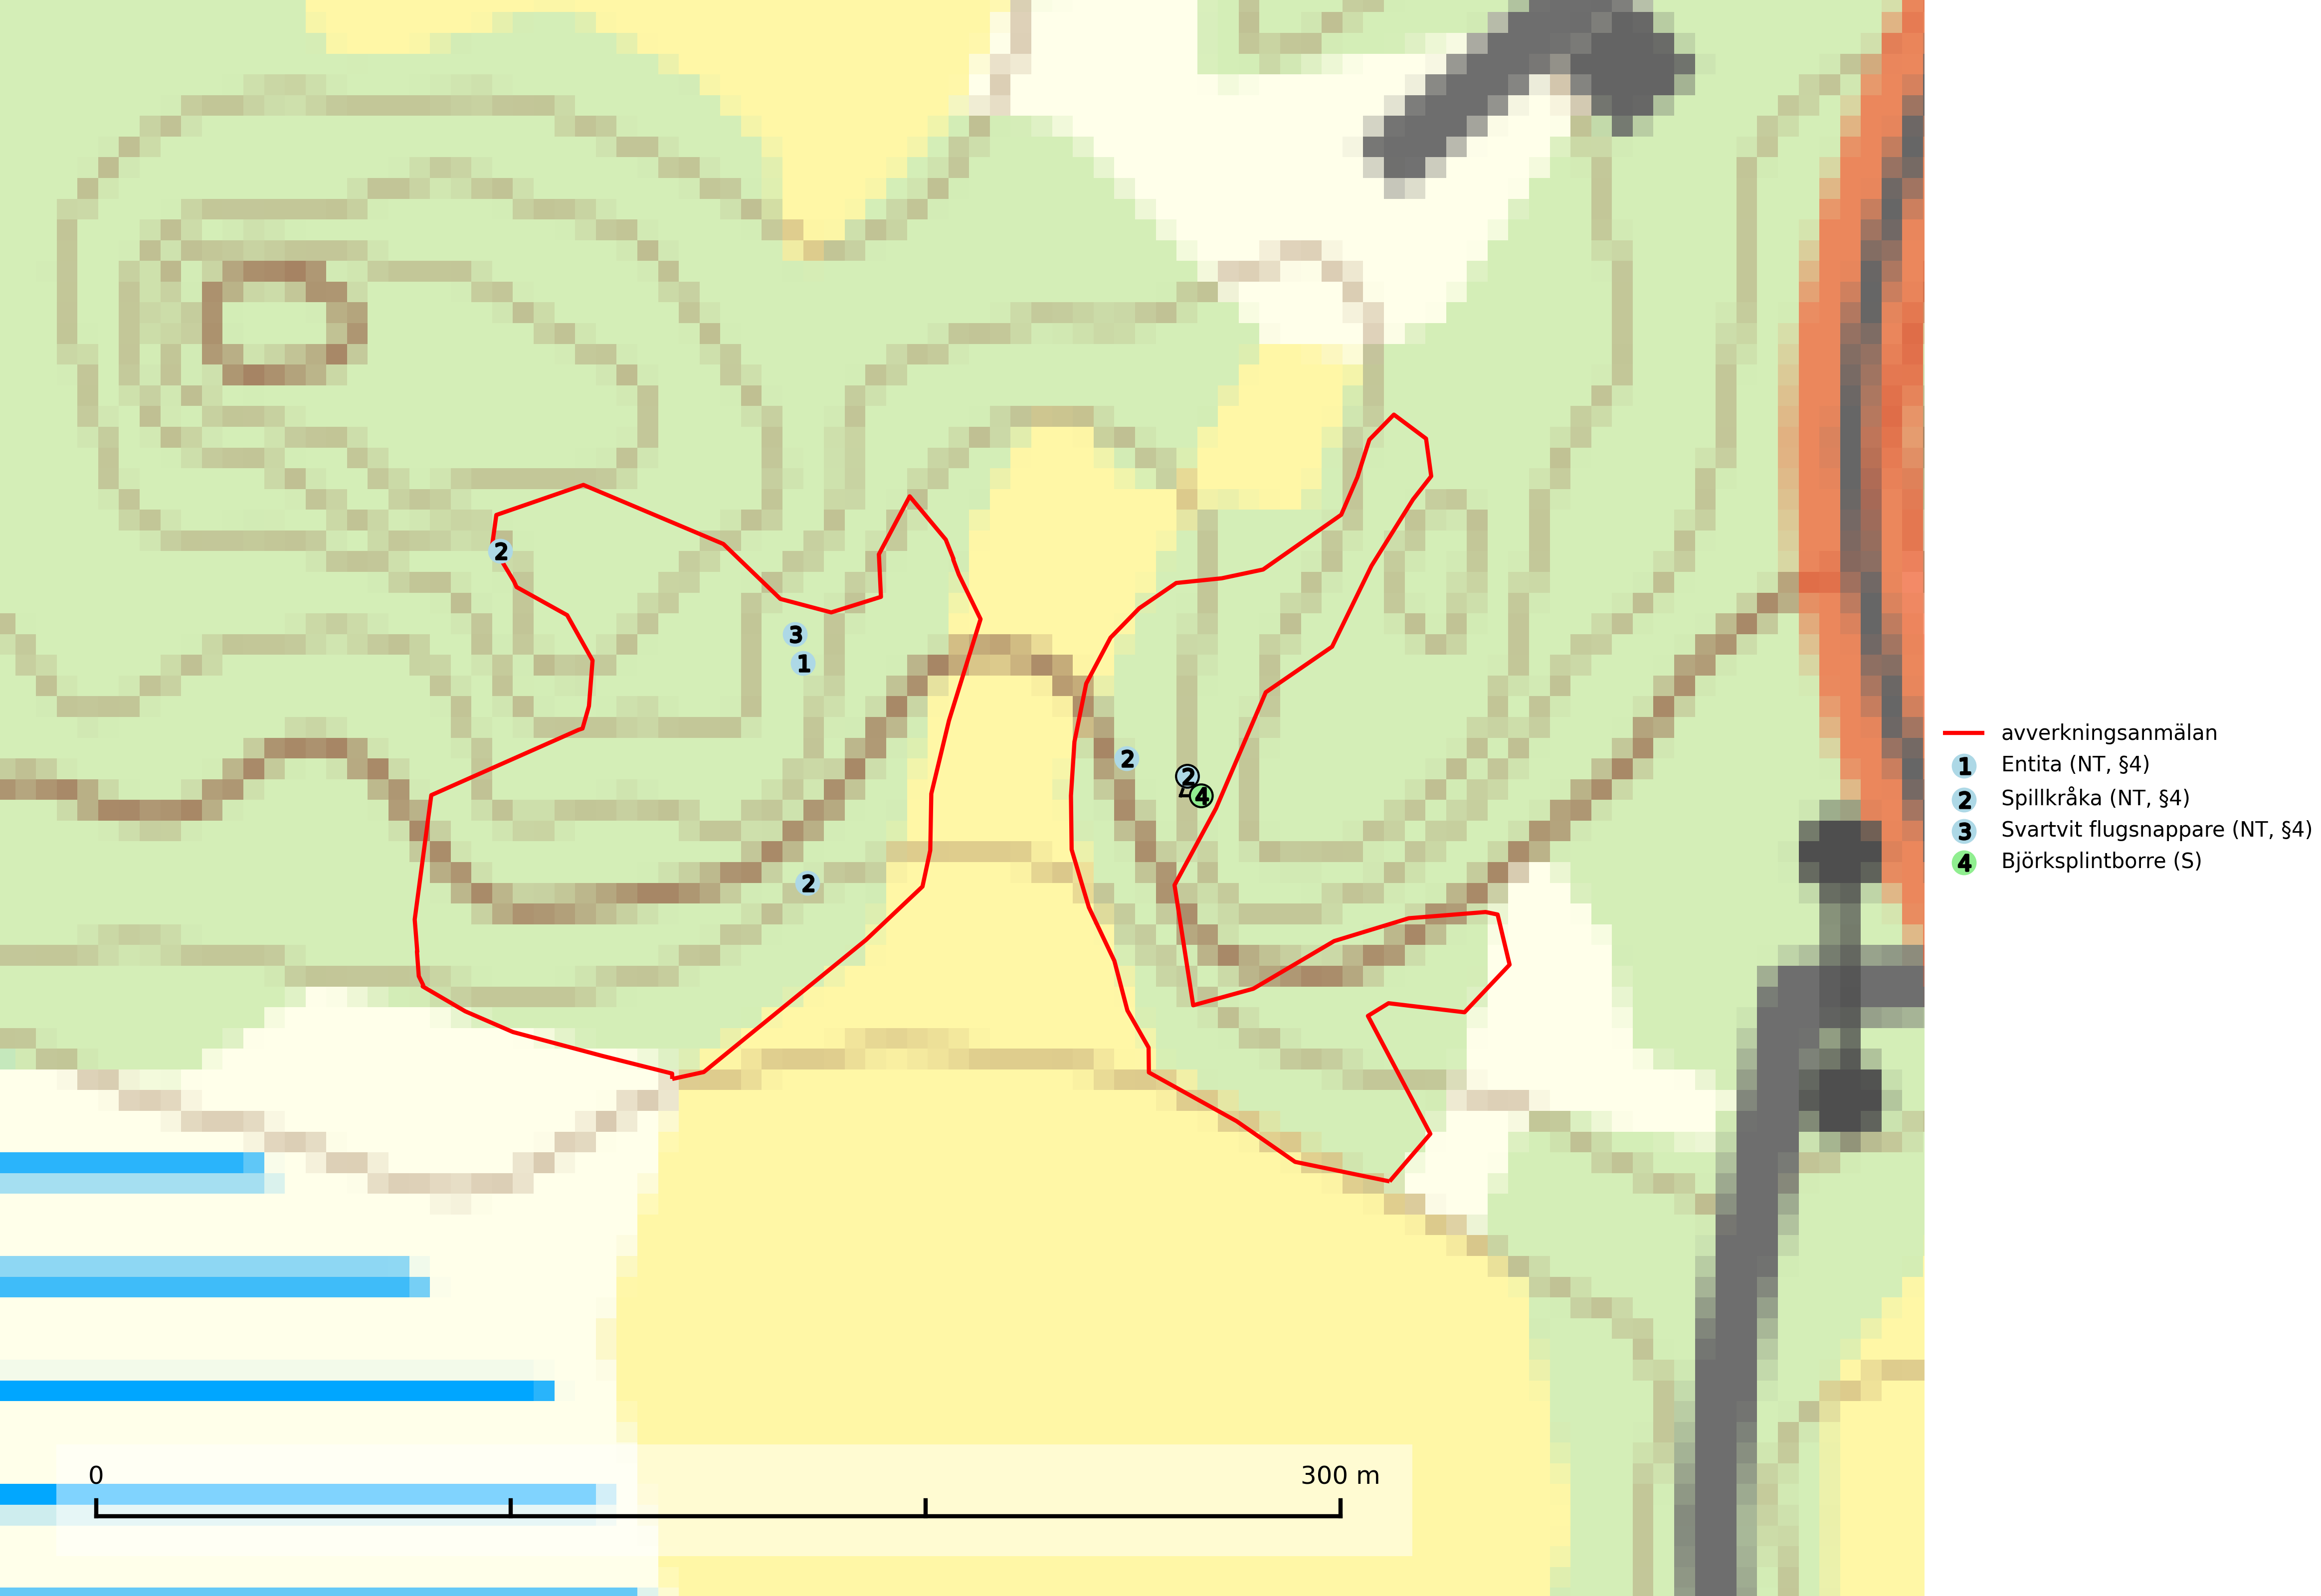 2
3
1
2
2
4
2
avverkningsanmälan
1 Entita (NT, §4)
2 Spillkråka (NT, §4)
3 Svartvit flugsnappare (NT, §4)
4 Björksplintborre (S)
0 300 m